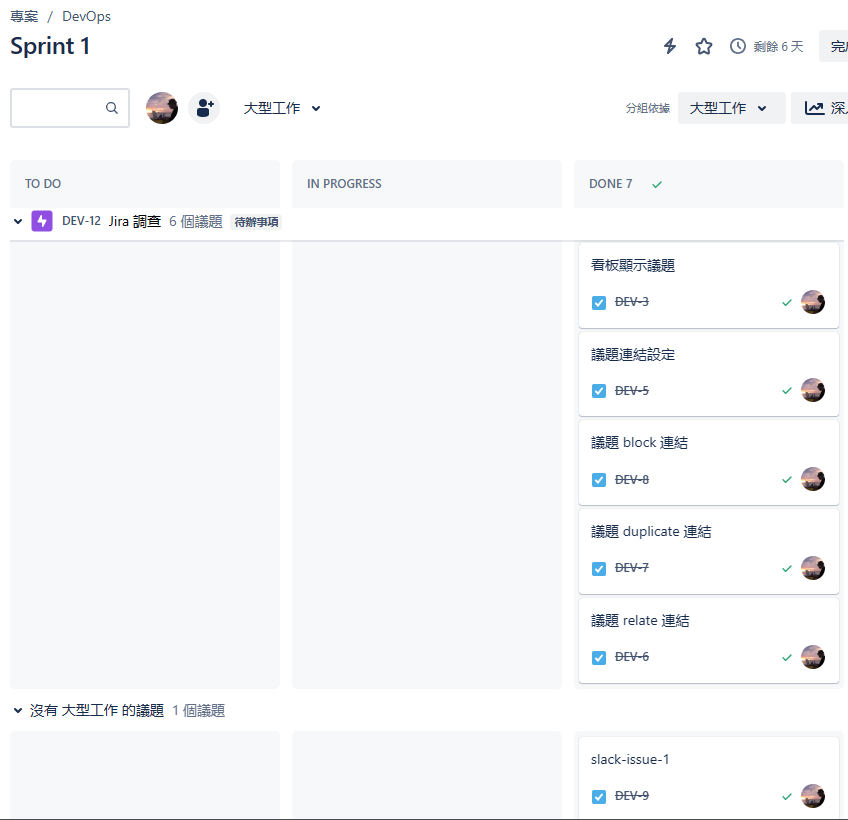 專案 / DevOps
Sprint 1
剩餘 6 天
大型工作
分組依據
大型工作
TO DO
IN PROGRESS
DONE 7
DEV-12 Jira 調查 6 個議題 待辦事項
看板顯示議題
DEV-3
議題連結設定
DEV-5
議題 block 連結
DEV-8
議題 duplicate 連結
DEV-7
議題 relate 連結
DEV-6
沒有 大型工作 的議題 1 個議題
slack-issue-1
DEV-9